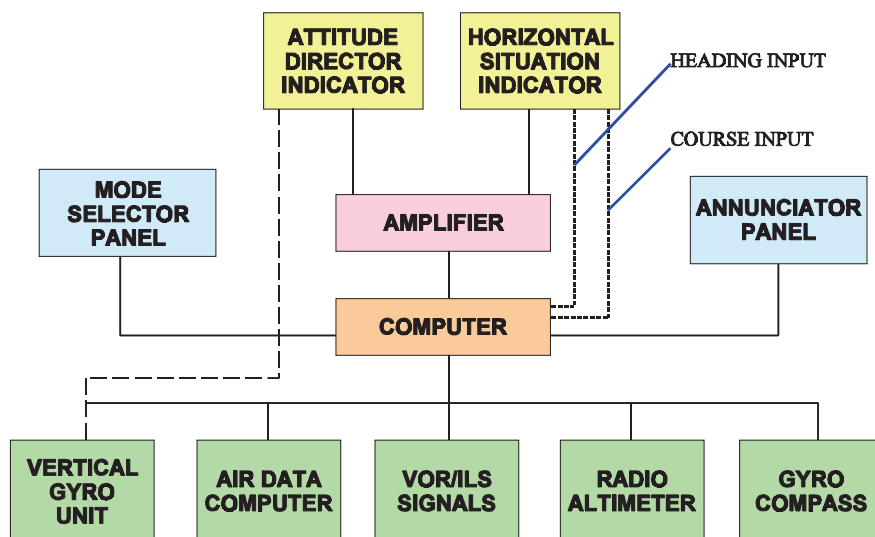 ATTITUDE
DIRECTOR
INDICATOR
HORIZONTAL
SITUATION
INDICATOR
HEADING INPUT
COURSE INPUT
MODE
SELECTOR
PANEL
AMPLIFIER
ANNUNCIATOR
PANEL
COMPUTER
VERTICAL
GYRO
UNIT
AIR DATA
COMPUTER
VOR/ILS
SIGNALS
RADIO
ALTIMETER
GYRO
COMPASS